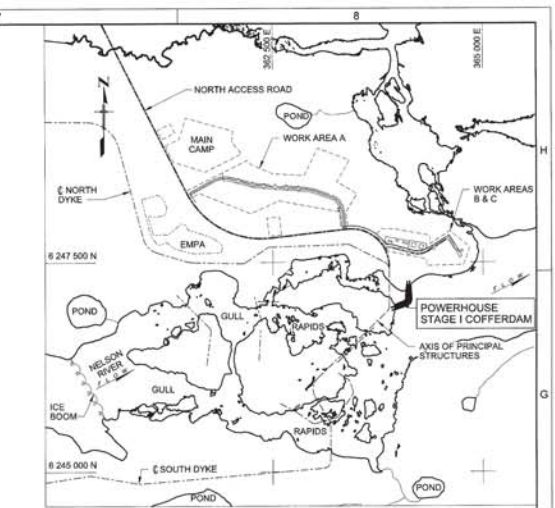 8
362 500 E
365 000 E
NORTH ACCESS ROAD
N
POND
MAIN
CAMP
WORK AREA A
H
WORK AREAS
B & C
℄ NORTH
DYKE
EMPA
6 247 500 N
FLOW
POND
GULL
RAPIDS
POWERHOUSE
STAGE I COFFERDAM
AXIS OF PRINCIPAL
STRUCTURES
NELSON
RIVER
FLOW
G
GULL
ICE
BOOM
RAPIDS
6 245 000 N
℄ SOUTH DYKE
POND
POND